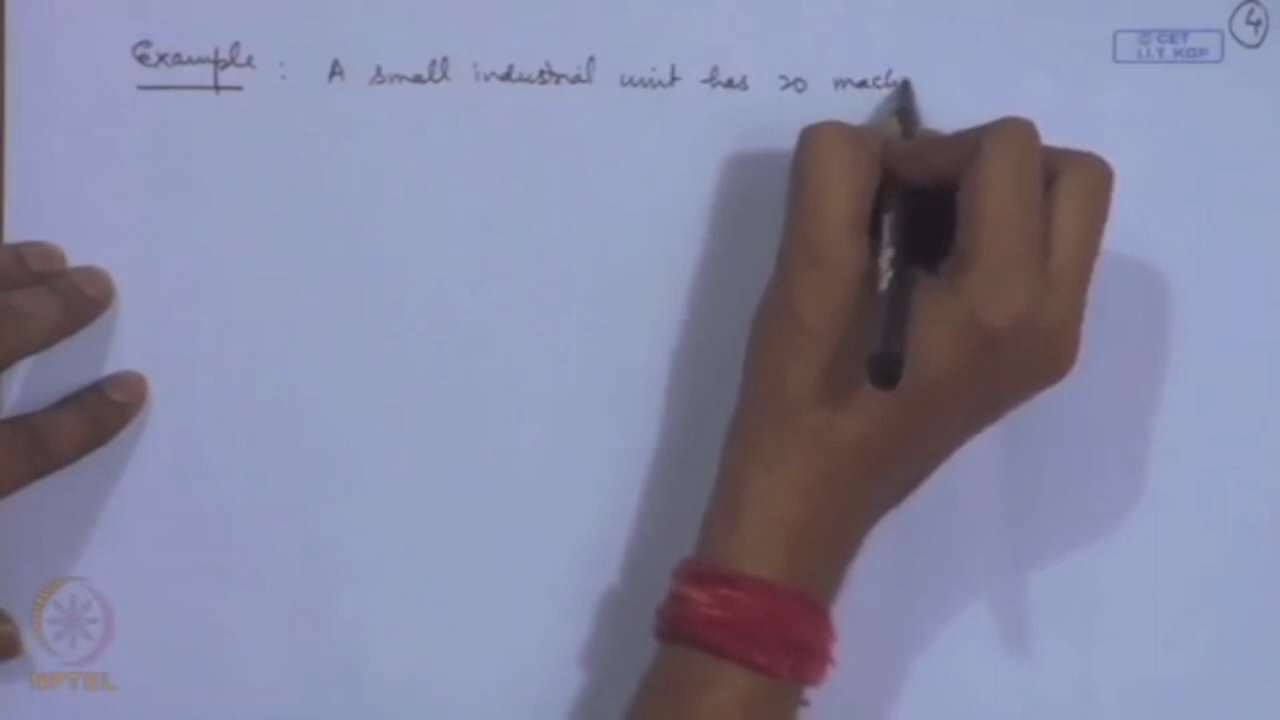 Example : A small industrial unit has 20 mach
4
© CET
I.I.T KGP
NPTEL